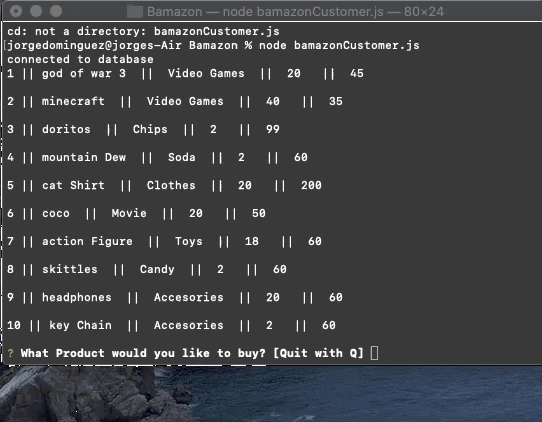 Bamazon — node bamazonCustomer.js — 80×24
cd: not a directory: bamazonCustomer.js
[jorgedominguez@jorges-Air Bamazon % node bamazonCustomer.js
connected to database
1 || god of war 3 || Video Games || 20 || 45
2 || minecraft || Video Games || 40 || 35
3 || doritos || Chips || 2 || 99
4 || mountain Dew || Soda || 2 || 60
5 || cat Shirt || Clothes || 20 || 200
6 || coco || Movie || 20 || 50
7 || action Figure || Toys || 18 || 60
8 || skittles || Candy || 2 || 60
9 || headphones || Accesories || 20 || 60
10 || key Chain || Accesories || 2 || 60
? What Product would you like to buy? [Quit with Q]